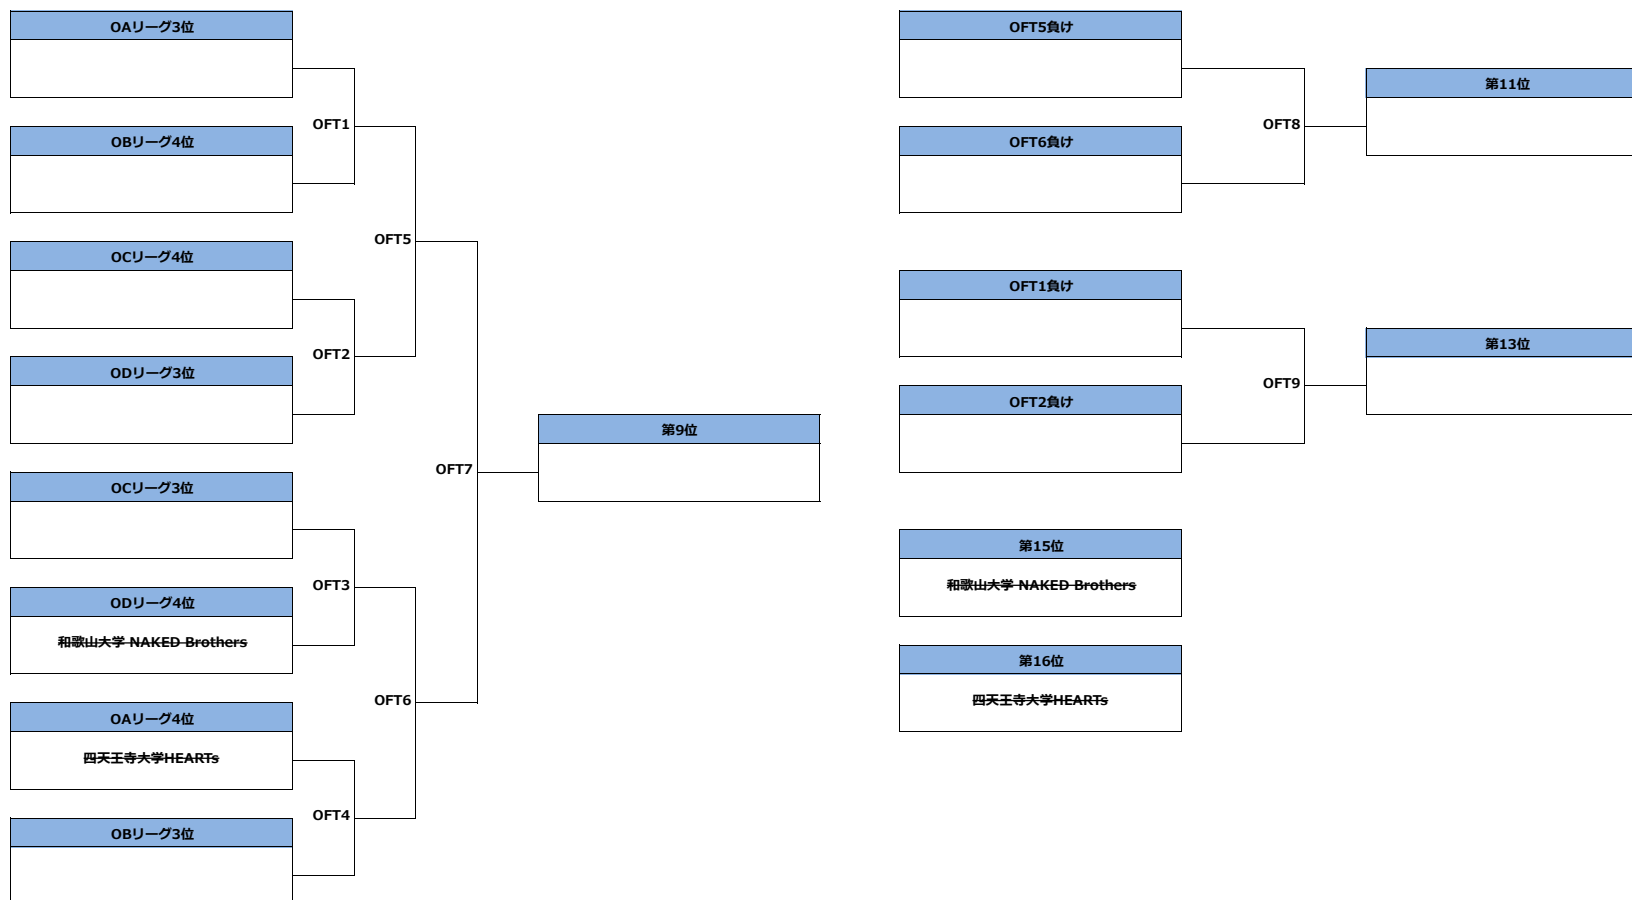 OAリーグ3位
OFT1
OBリーグ4位
OFT5
OCリーグ4位
OFT2
ODリーグ3位
第9位
OFT7
OCリーグ3位
OFT3
ODリーグ4位
和歌山大学 NAKED Brothers
OFT6
OAリーグ4位
四天王寺大学HEARTs
OFT4
OBリーグ3位
OFT5負け
第11位
OFT8
OFT6負け
OFT1負け
第13位
OFT9
OFT2負け
第15位
和歌山大学 NAKED Brothers
第16位
四天王寺大学HEARTs